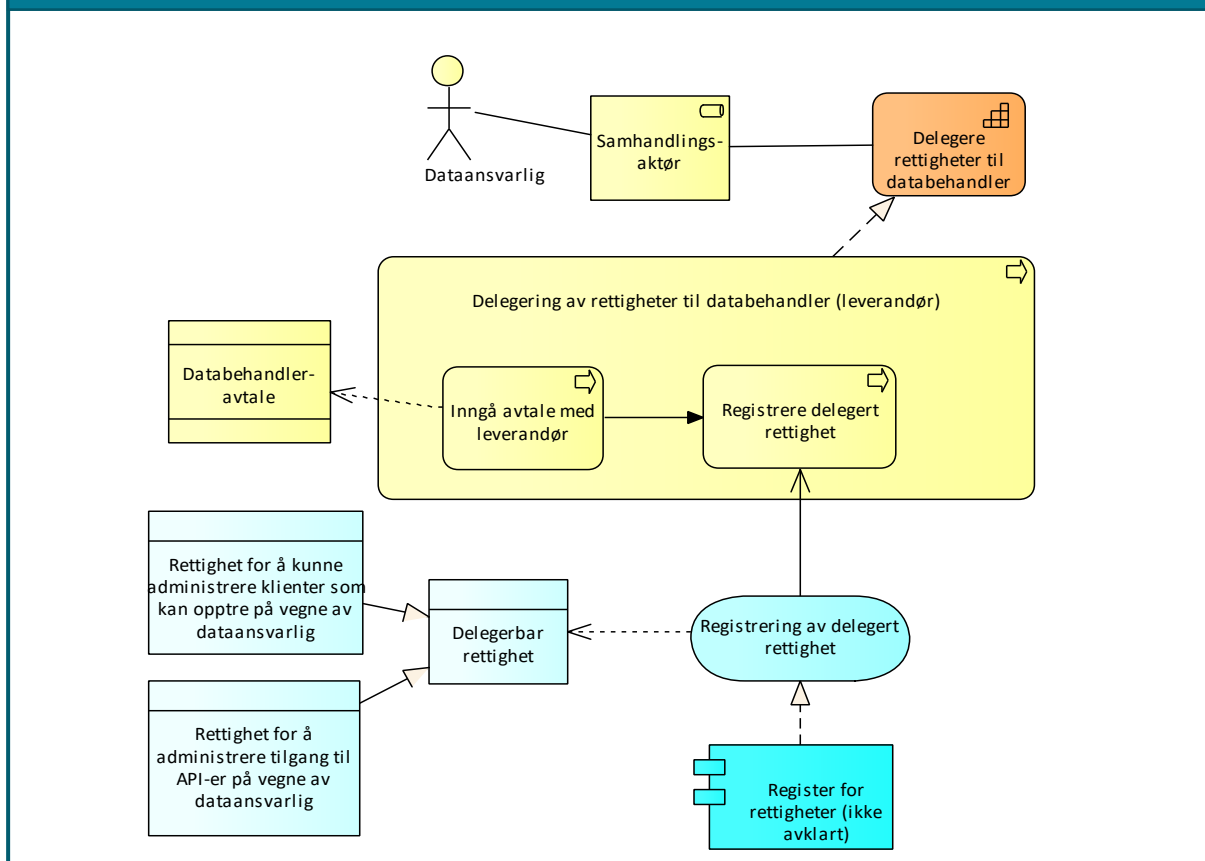 Dataansvarlig
Samhandlings-
aktør
Delegere
rettigheter til
databehandler
Delegering av rettigheter til databehandler (leverandør)
Databehandler-
avtale
Inngå avtale med
leverandør
Registrere delegert
rettighet
Rettighet for å kunne
administrere klienter som
kan opptre på vegne av
dataansvarlig
Delegerbar
rettighet
Registrering av delegert
rettighet
Rettighet for å
administrere tilgang til
API-er på vegne av
dataansvarlig
Register for
rettigheter (ikke
avklart)